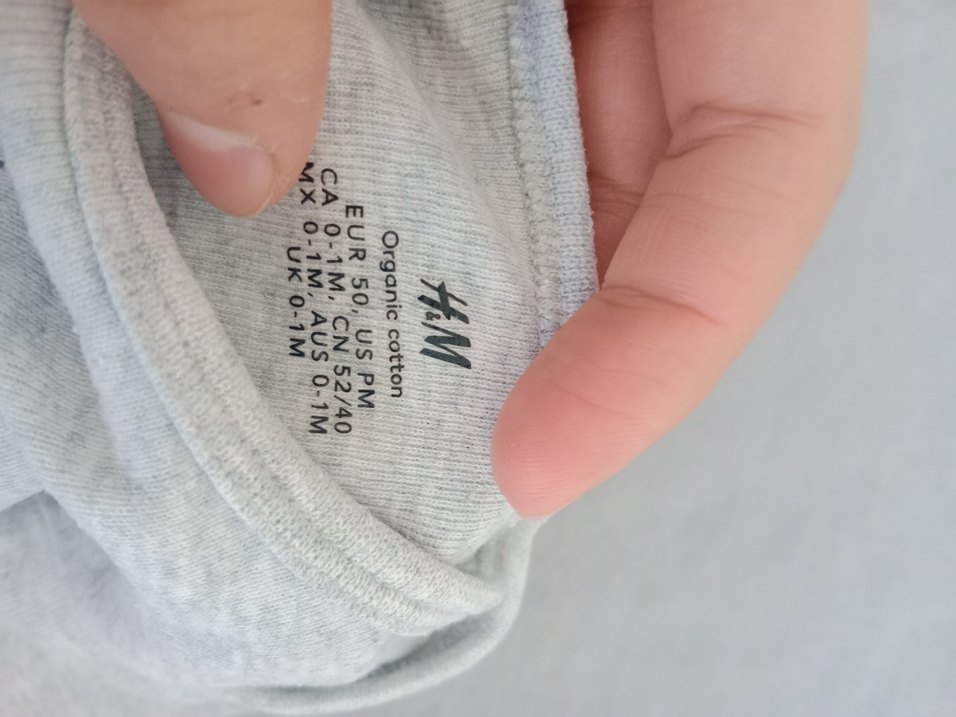 H&M
Organic cotton
EUR 50, US PM
CA 0-1M, CN 52/40
MX 0-1M, AUS 0-1M
UK 0-1M